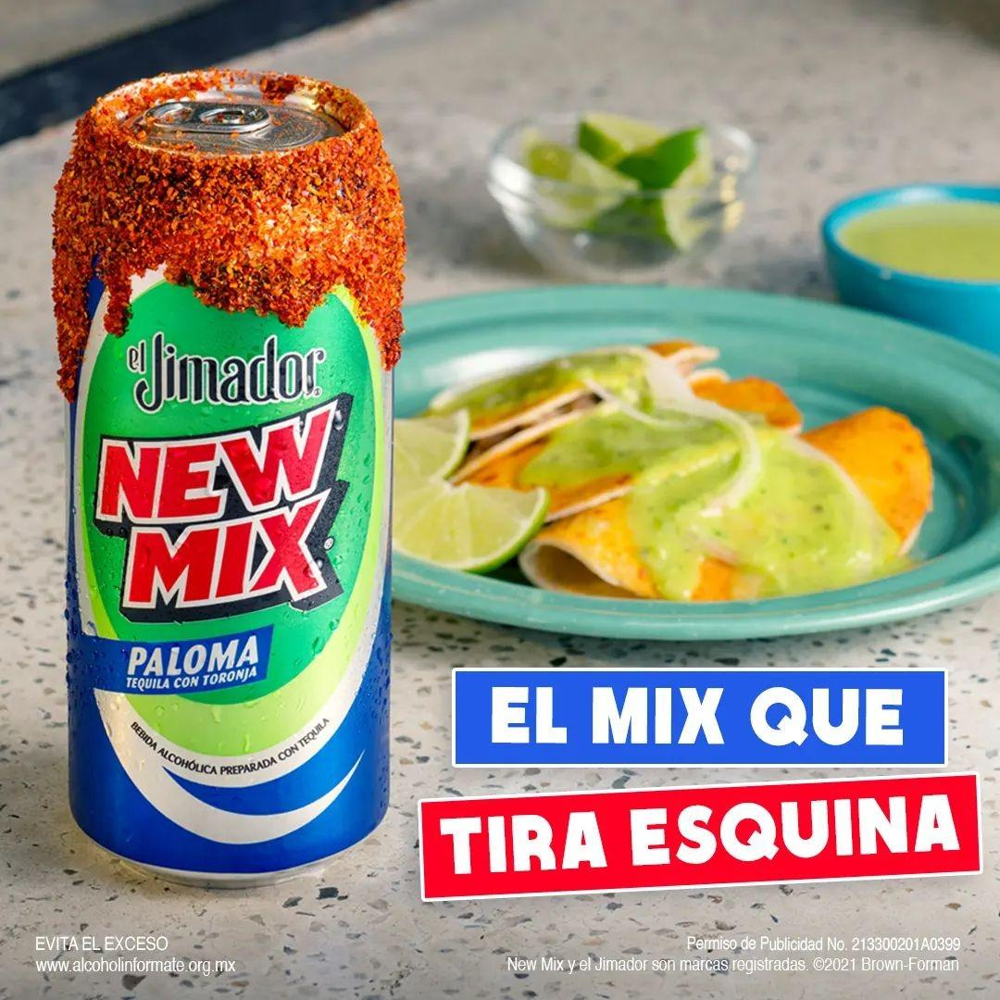 el Jimador
NEW
MIX
PALOMA
TEQUILA CON TORONJA
BEBIDA ALCOHÓLICA PREPARADA CON TEQUILA
EL MIX QUE
TIRA ESQUINA
EVITA EL EXCESO
www.alcoholinformate.org.mx
Permiso de Publicidad No. 213300201A0399
New Mix y el Jimador son marcas registradas. ©2021 Brown-Forman